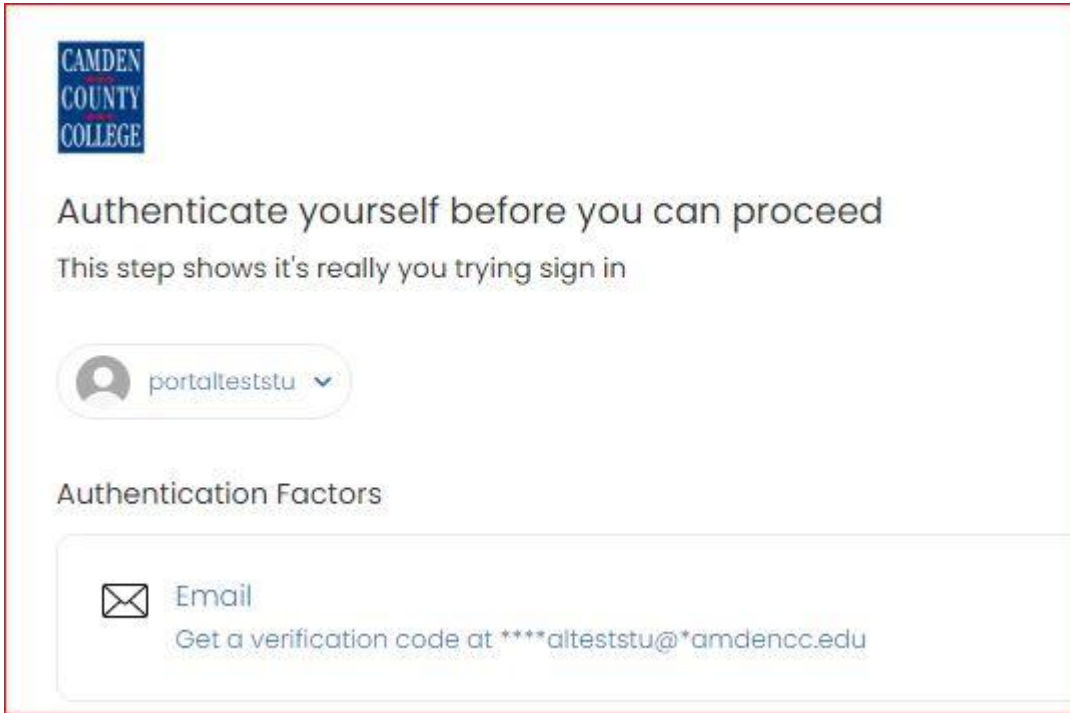 CAMDEN
COUNTY
COLLEGE
Authenticate yourself before you can proceed
This step shows it's really you trying sign in
portalteststu
Authentication Factors
Email
Get a verification code at ****alteststu@*amdencc.edu